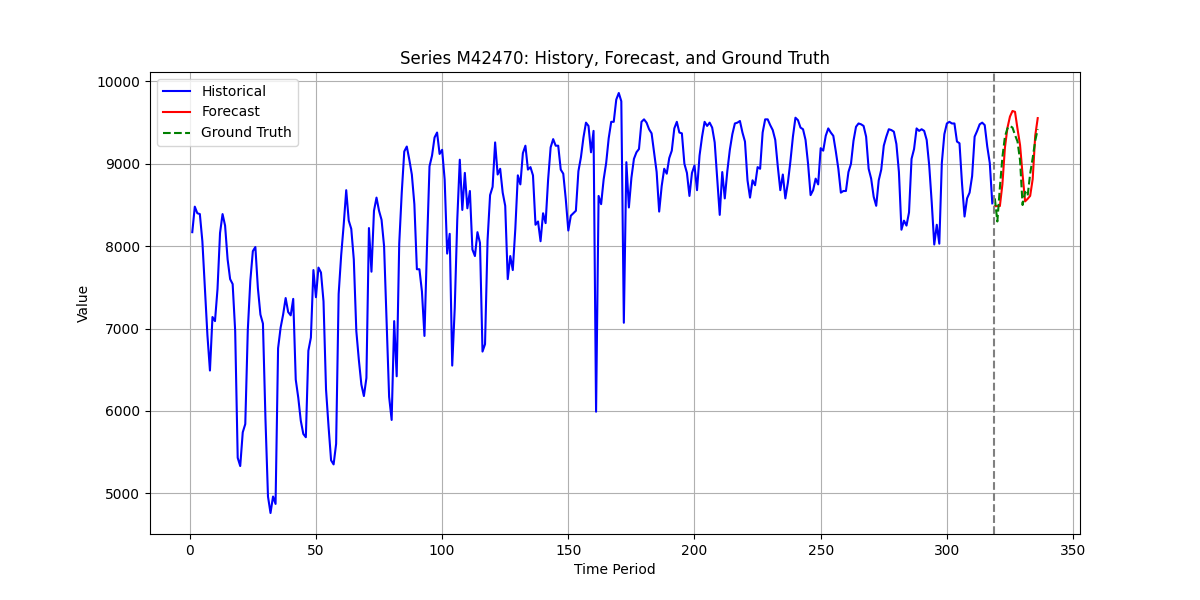 Series M42470: History, Forecast, and Ground Truth
Historical
Forecast
Ground Truth
10000
9000
8000
7000
6000
5000
Value
0 50 100 150 200 250 300 350
Time Period